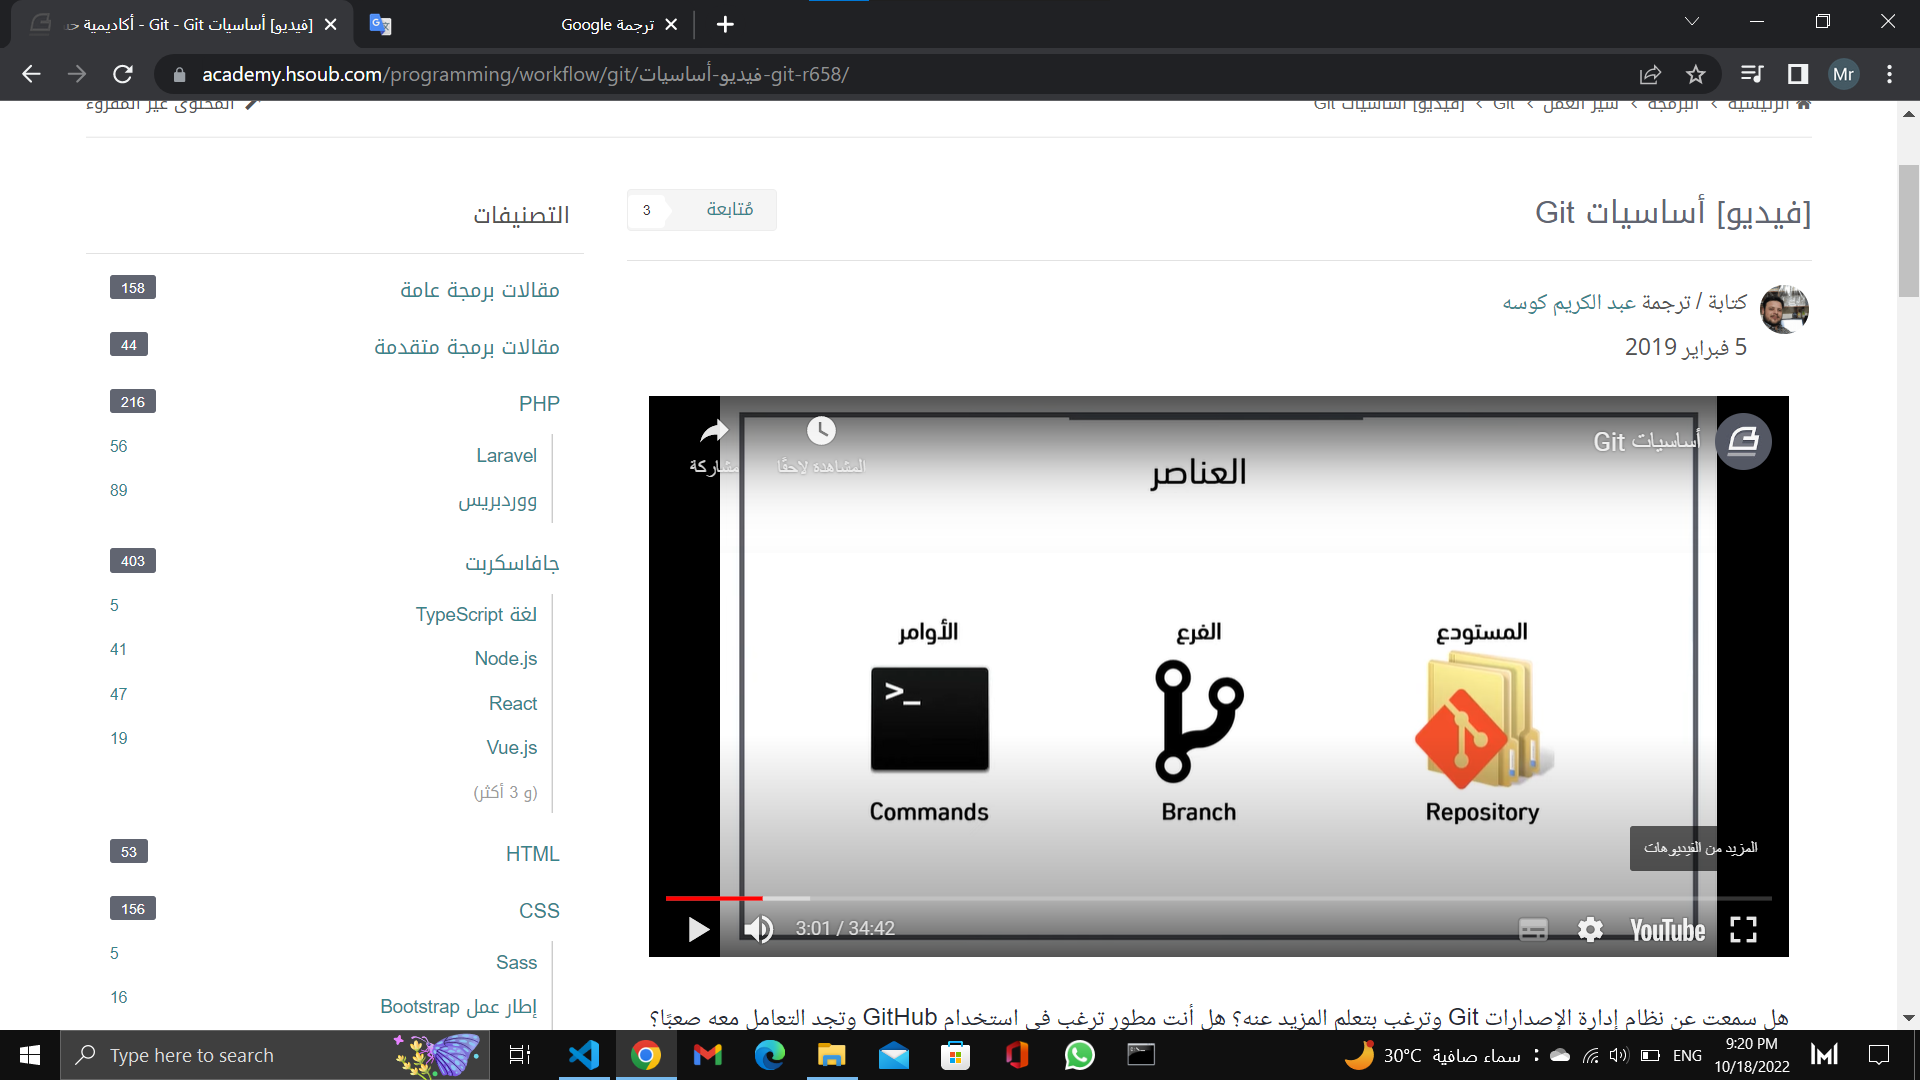 [فيديو] أساسيات Git - Git - أكاديمية حس
ترجمة Google
academy.hsoub.com/programming/workflow/git/فيديو-أساسيات-git-r658/
Mr
الرئيسية
البرمجة
سير العمل
Git
[فيديو] أساسيات Git
المحتوى غير المقروء
[فيديو] أساسيات Git
مُتابعة
3
كتابة / ترجمة عبد الكريم كوسه
5 فبراير 2019
أساسيات Git
المشاهدة لاحقًا
مشاركة
العناصر
المستودع
الفرع
الأوامر
>_
Repository
Branch
Commands
المزيد من الفيديوهات
3:01 / 34:42
YouTube
هل سمعت عن نظام إدارة الإصدارات Git وترغب بتعلم المزيد عنه؟ هل أنت مطور ترغب في استخدام GitHub وتجد التعامل معه صعبًا؟
التصنيفات
مقالات برمجة عامة 158
مقالات برمجة متقدمة 44
PHP 216
Laravel 56
ووردبريس 89
جافاسكربت 403
لغة TypeScript 5
Node.js 41
React 47
Vue.js 19
(و 3 أكثر)
HTML 53
CSS 156
Sass 5
إطار عمل Bootstrap 16
Type here to search
30°C سماء صافية
ENG
9:20 PM
10/18/2022